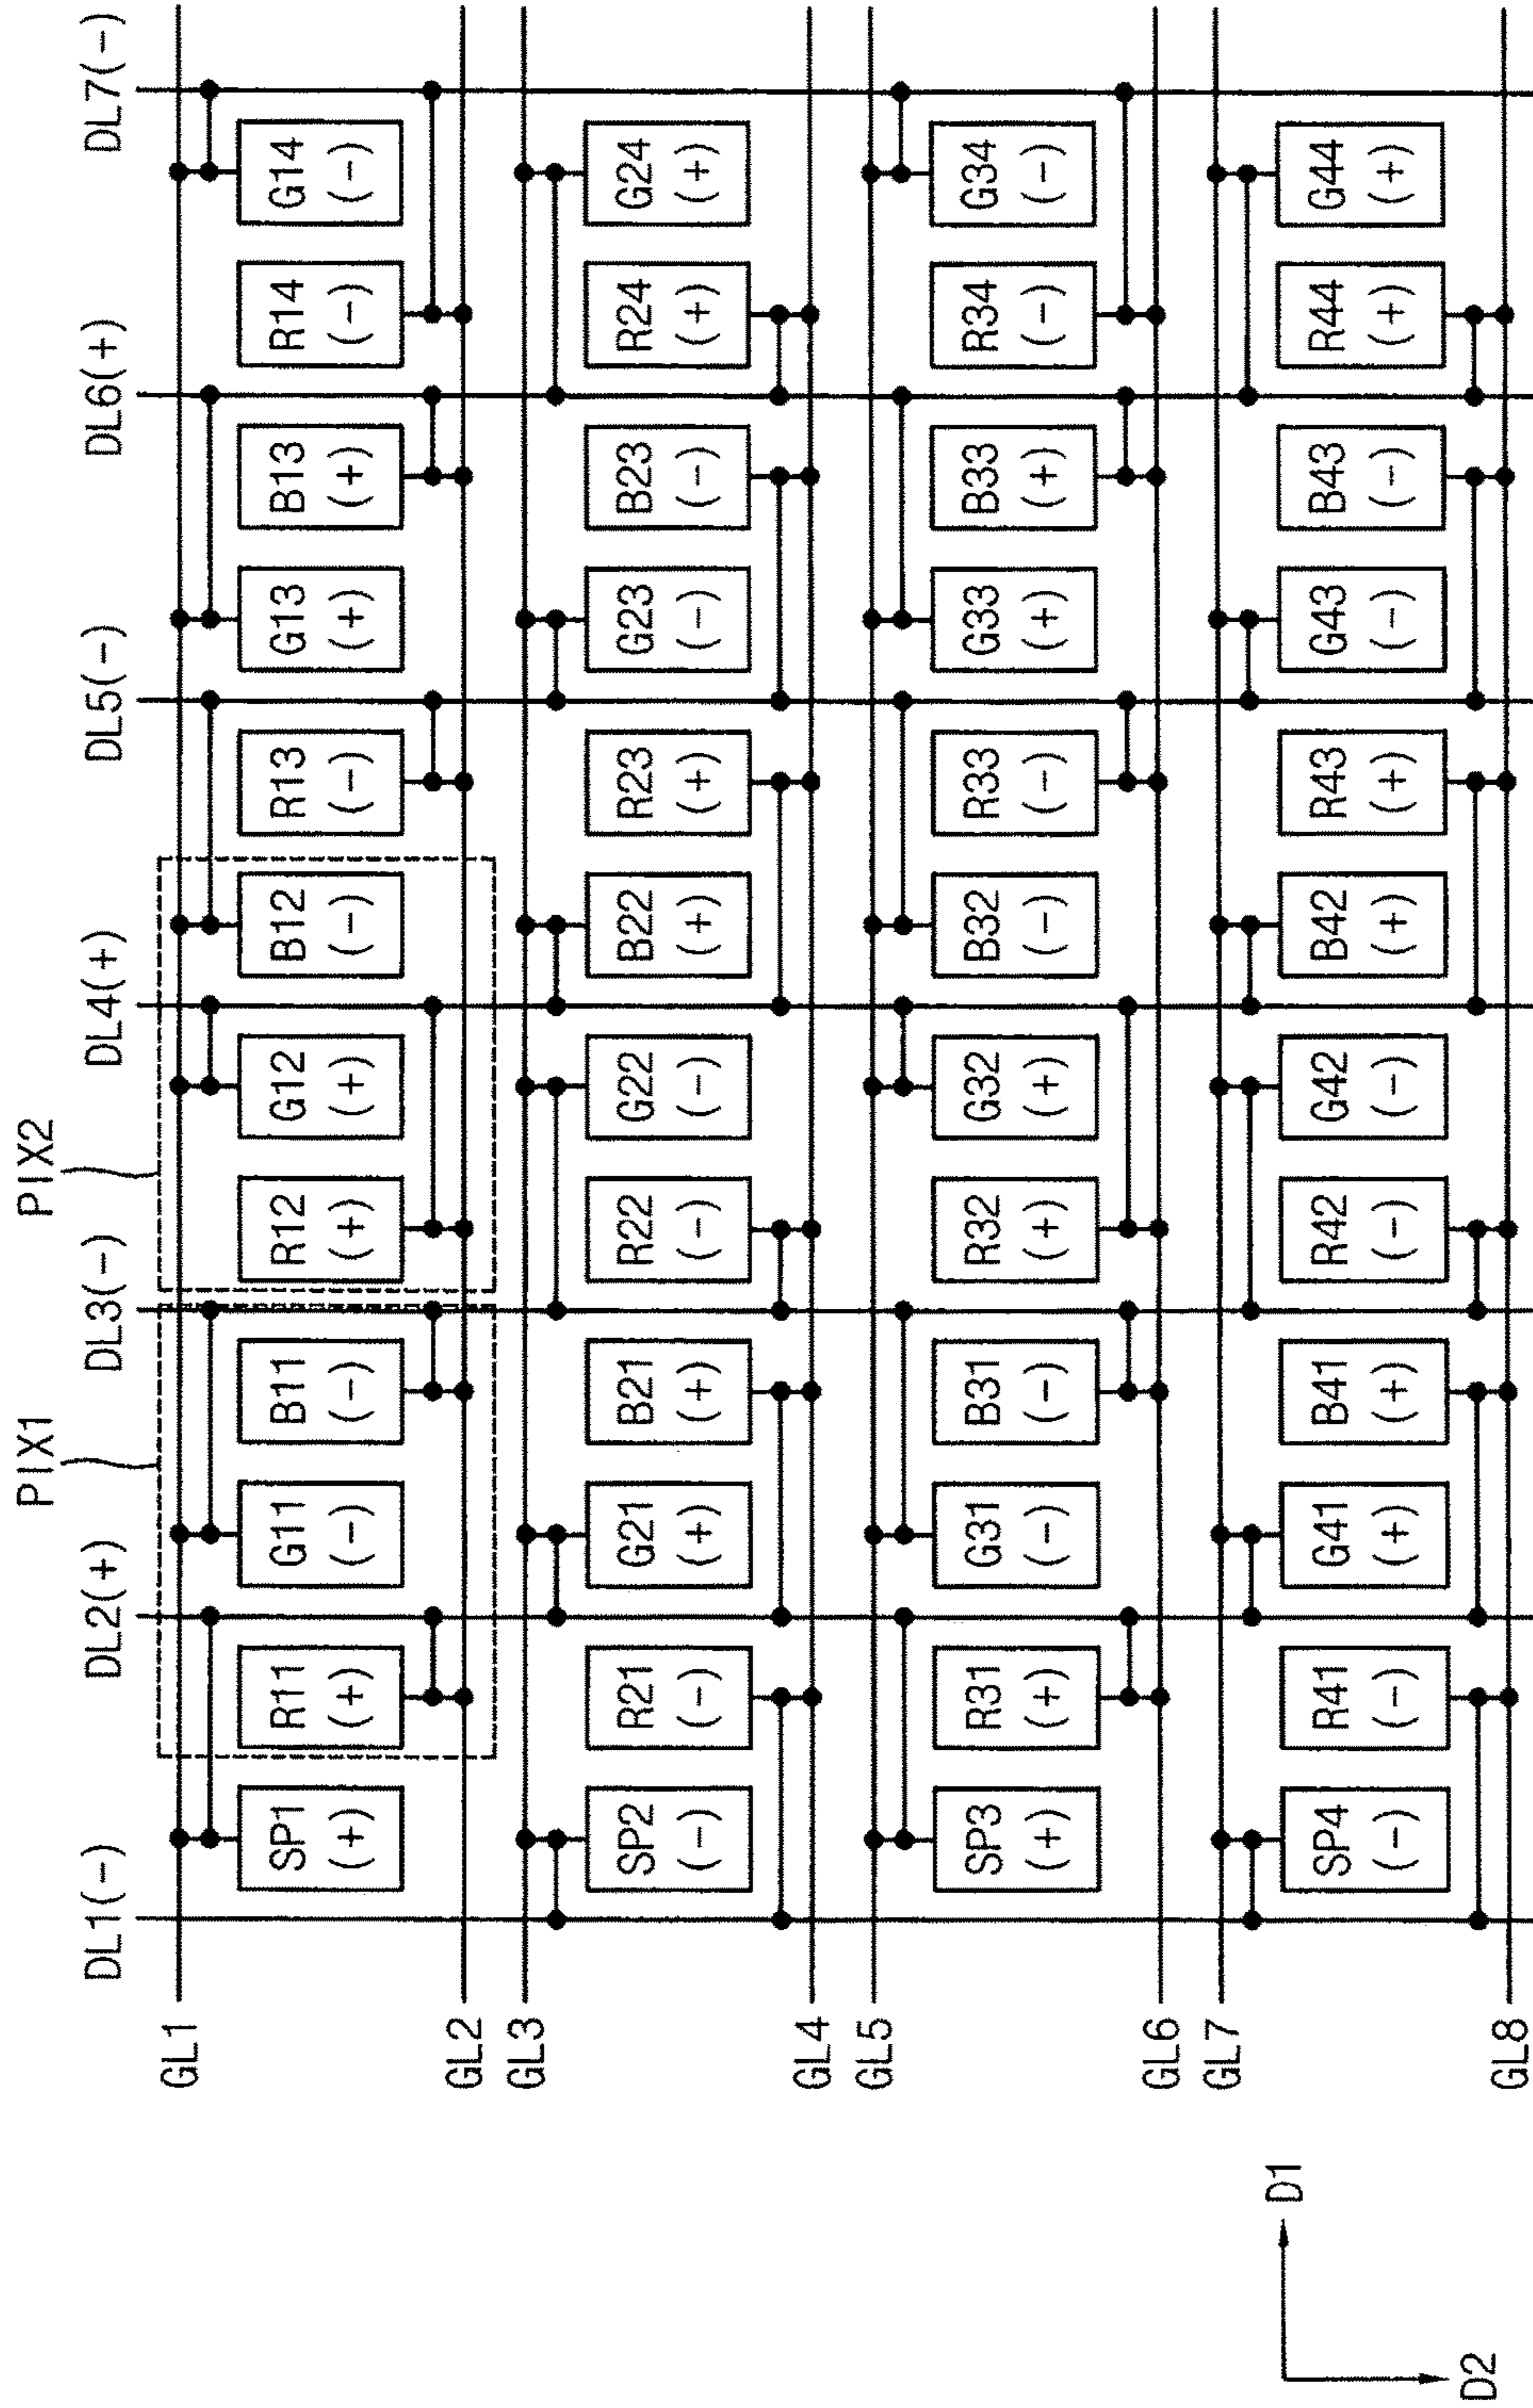 PIX1
PIX2
DL1(-)
DL2(+)
DL3(-)
DL4(+)
DL5(-)
DL6(+)
DL7(-)
GL1
SP1
(+)
R11
(+)
G11
(-)
B11
(-)
R12
(+)
G12
(+)
B12
(-)
R13
(-)
G13
(+)
B13
(+)
R14
(-)
G14
(-)
GL2
GL3
SP2
(-)
R21
(-)
G21
(+)
B21
(+)
R22
(-)
G22
(-)
B22
(+)
R23
(+)
G23
(-)
B23
(-)
R24
(+)
G24
(+)
GL4
GL5
SP3
(+)
R31
(+)
G31
(-)
B31
(-)
R32
(+)
G32
(+)
B32
(-)
R33
(-)
G33
(+)
B33
(+)
R34
(-)
G34
(-)
GL6
GL7
SP4
(-)
R41
(-)
G41
(+)
B41
(+)
R42
(-)
G42
(-)
B42
(+)
R43
(+)
G43
(-)
B43
(-)
R44
(+)
G44
(+)
GL8
D1
D2